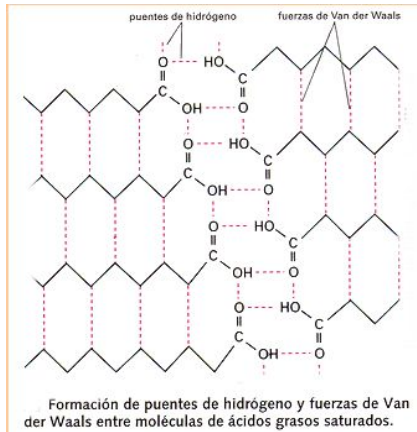 puentes de hidrógeno
fuerzas de Van der Waals
O HO
C C
OH O
O HO
C C
OH O
O HO
C C
OH O
O HO
C C
OH O
Formación de puentes de hidrógeno y fuerzas de Van
der Waals entre moléculas de ácidos grasos saturados.